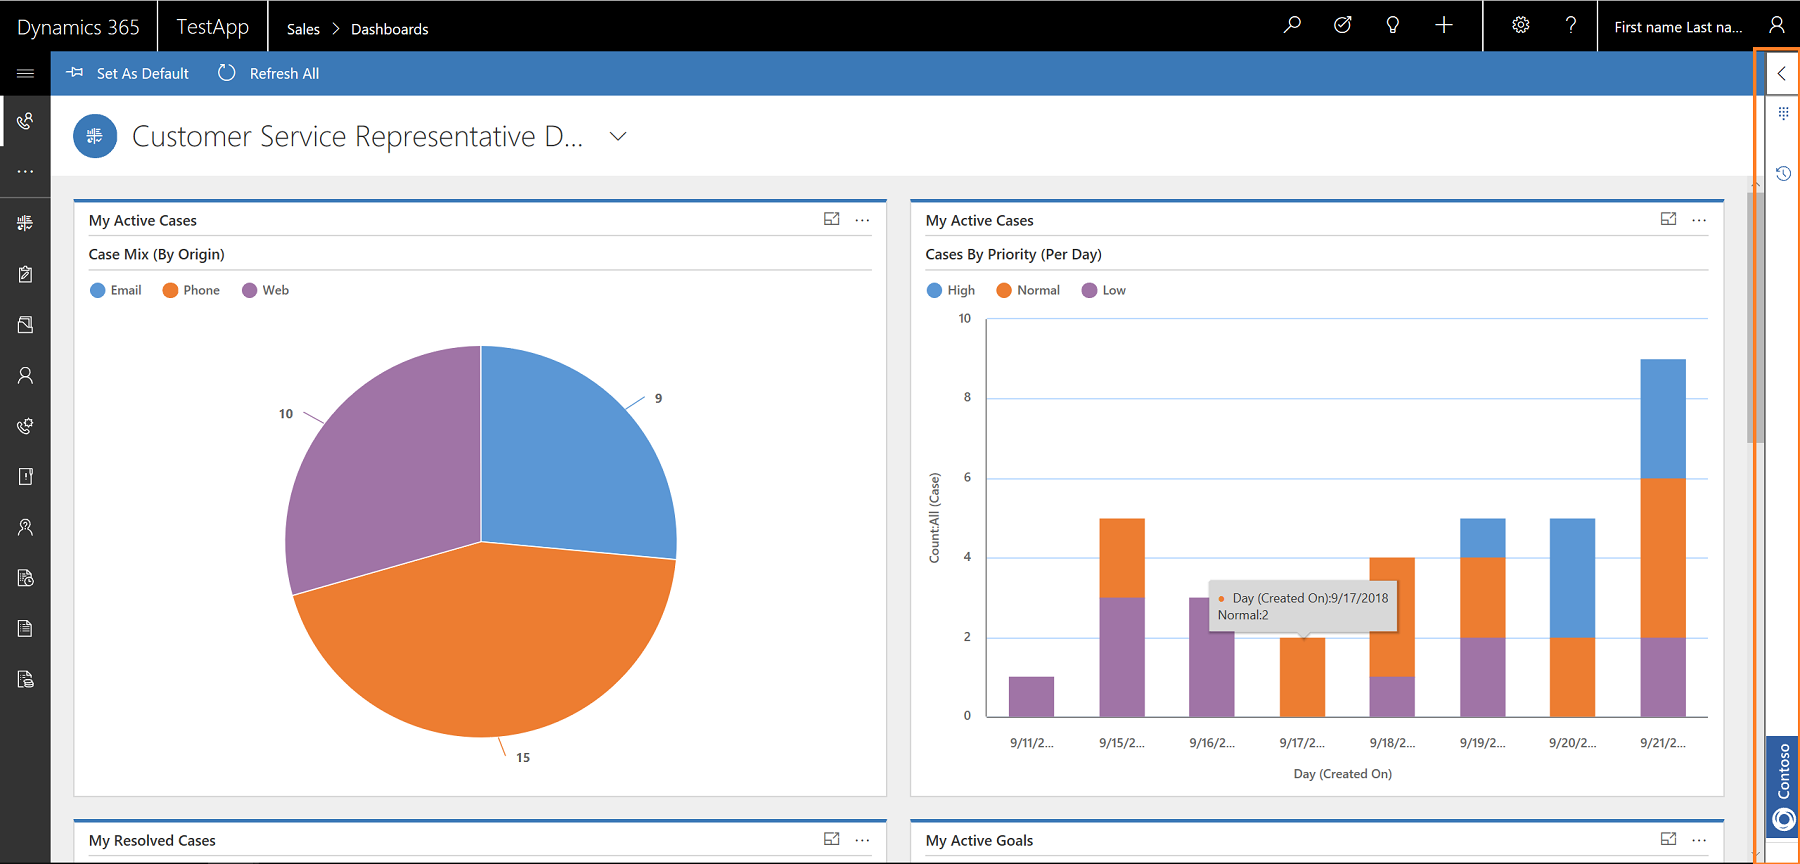 Dynamics 365 TestApp Sales > Dashboards First name Last na...
Set As Default Refresh All
Customer Service Representative D...
My Active Cases
Case Mix (By Origin)
Email Phone Web
9
10
15
My Active Cases
Cases By Priority (Per Day)
High Normal Low
10
8
6
4
2
0
Count:All (Case)
Day (Created On):9/17/2018
Normal:2
9/11/2... 9/15/2... 9/16/2... 9/17/2... 9/18/2... 9/19/2... 9/20/2... 9/21/2...
Day (Created On)
My Resolved Cases
My Active Goals
Contoso